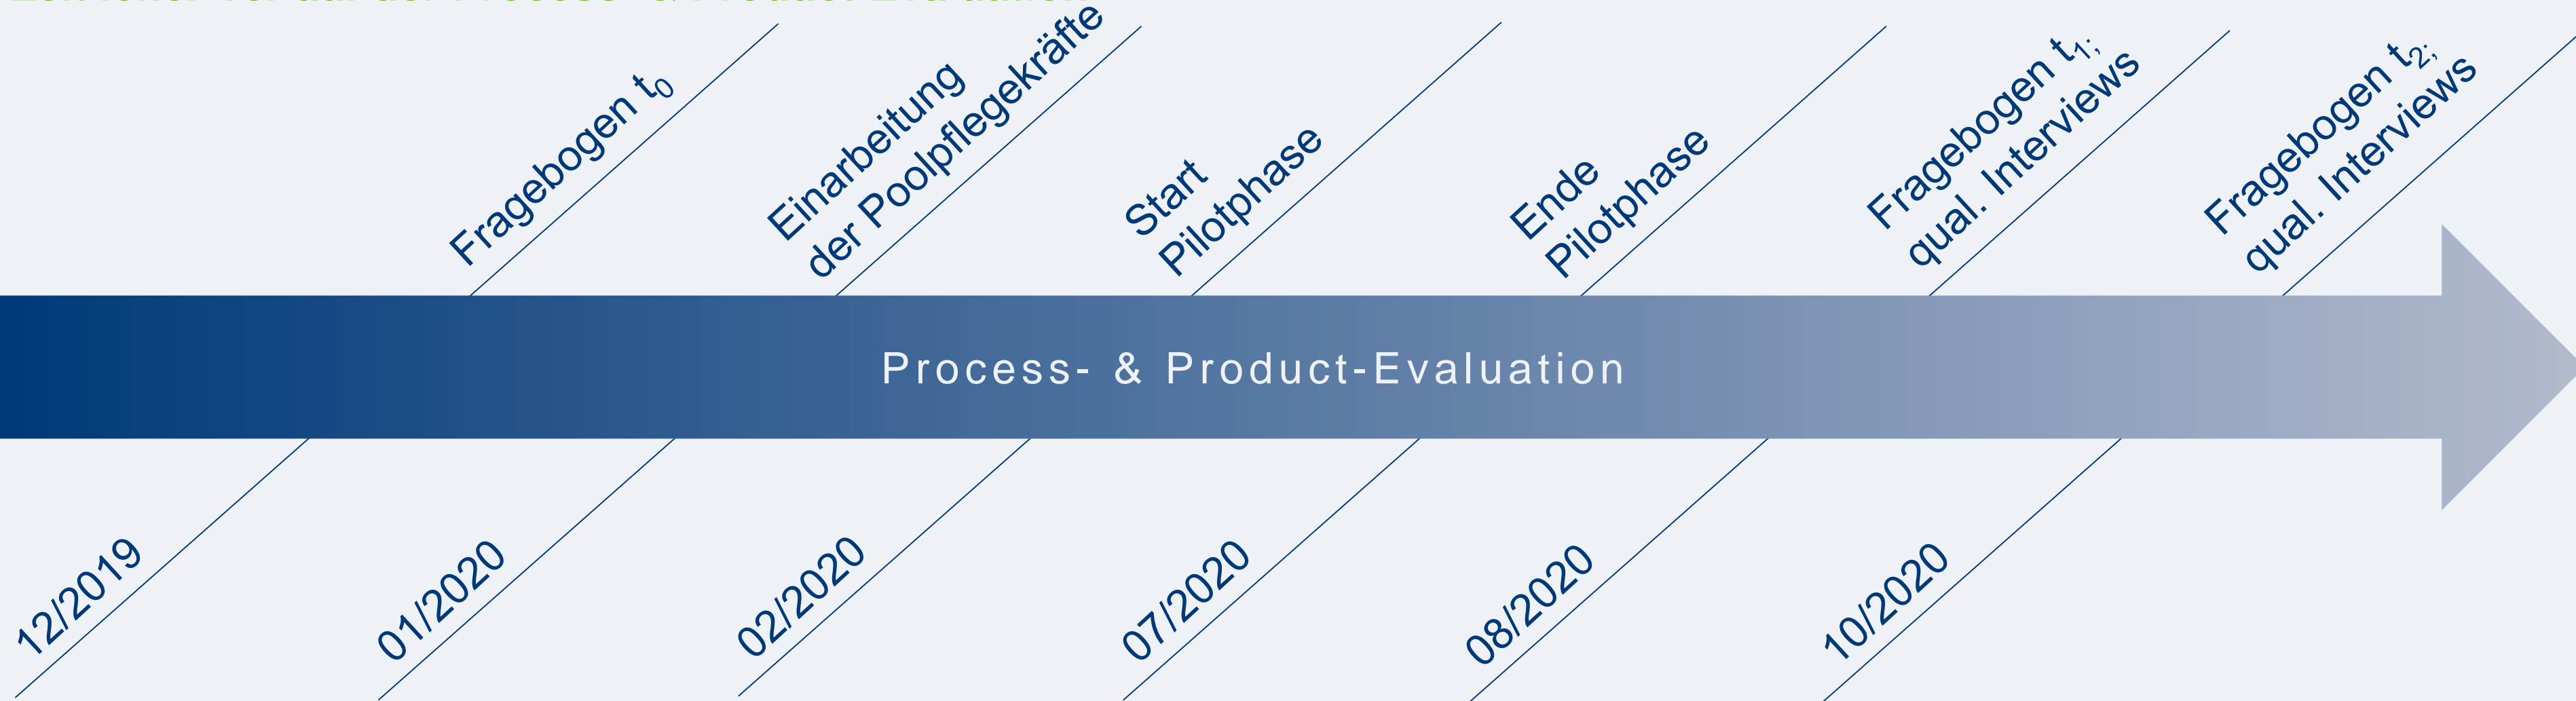 Fragebogen t0
Einarbeitung
der Poolpflegekräfte
Start
Pilotphase
Ende
Pilotphase
Fragebogen t1;
qual. Interviews
Fragebogen t2;
qual. Interviews
Process- & Product-Evaluation
12/2019
01/2020
02/2020
07/2020
08/2020
10/2020